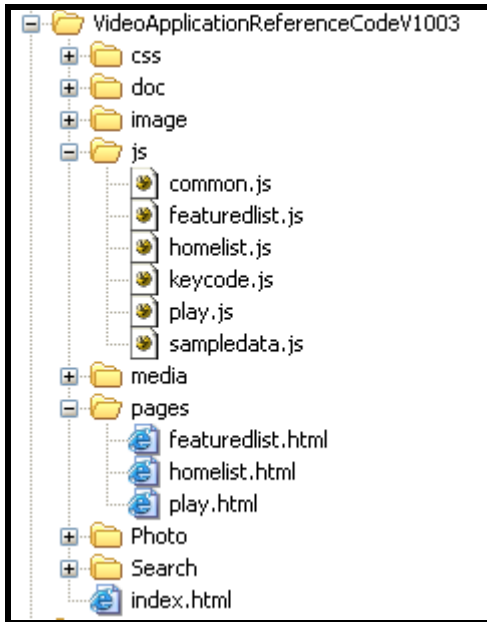 VideoApplicationReferenceCodeV1003
css
doc
image
js
common.js
featuredlist.js
homelist.js
keycode.js
play.js
sampledata.js
media
pages
featuredlist.html
homelist.html
play.html
Photo
Search
index.html